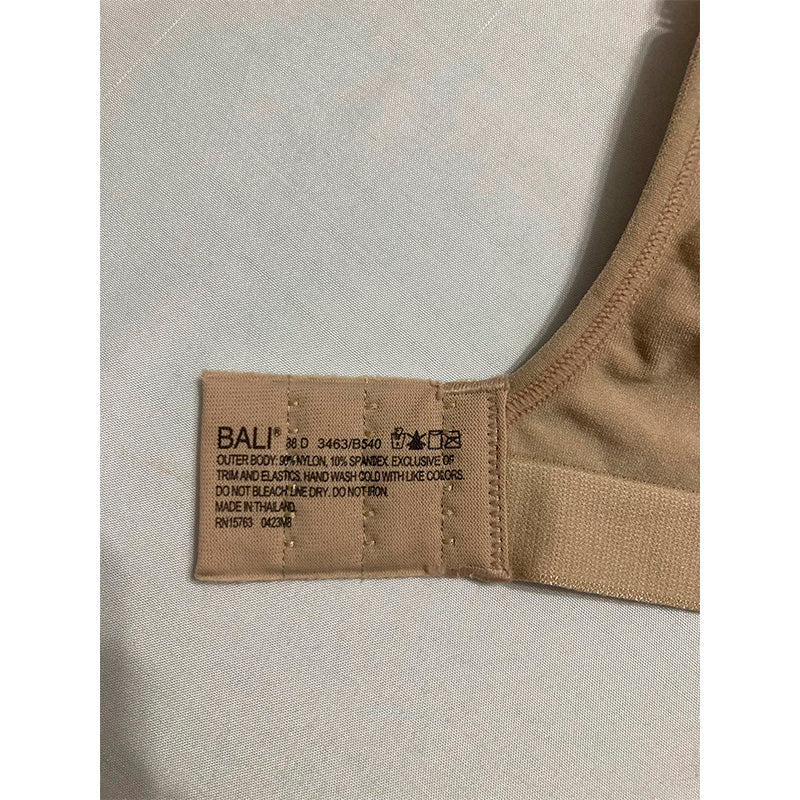 BALI® 38 D 3463/B540
OUTER BODY: 90% NYLON, 10% SPANDEX. EXCLUSIVE OF
TRIM AND ELASTICS. HAND WASH COLD WITH LIKE COLORS.
DO NOT BLEACH. LINE DRY. DO NOT IRON.
MADE IN THAILAND.
RN15763 0423M8